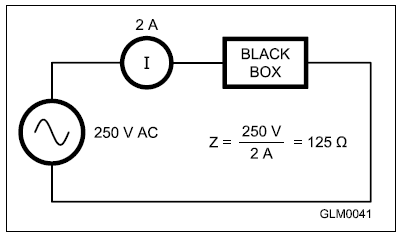 2 A
I
BLACK
BOX
250 V AC
Z = 250 V / 2 A = 125 Ω
GLM0041